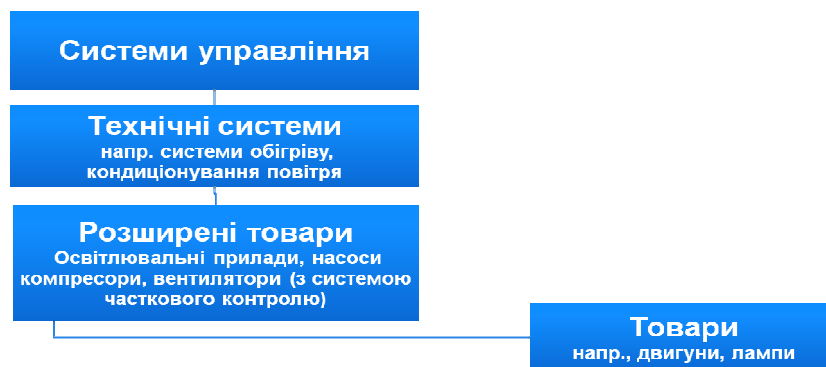 Системи управління
Технічні системи
напр. системи обігріву,
кондиціонування повітря
Розширені товари
Освітлювальні прилади, насоси
компресори, вентилятори (з системою
часткового контролю)
Товари
напр., двигуни, лампи